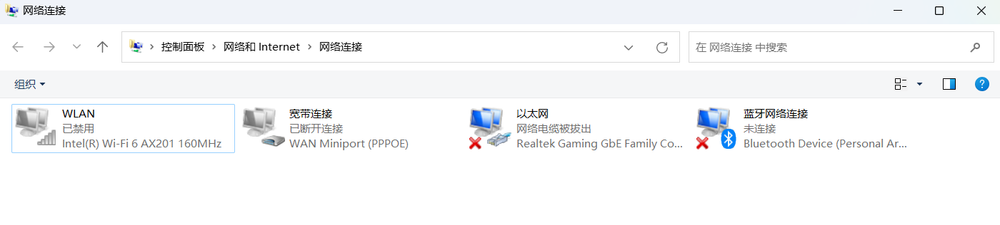 网络连接
控制面板 › 网络和 Internet › 网络连接
在 网络连接 中搜索
组织
WLAN
已禁用
Intel(R) Wi-Fi 6 AX201 160MHz
宽带连接
已断开连接
WAN Miniport (PPPOE)
以太网
网络电缆被拔出
Realtek Gaming GbE Family Co...
蓝牙网络连接
未连接
Bluetooth Device (Personal Ar...